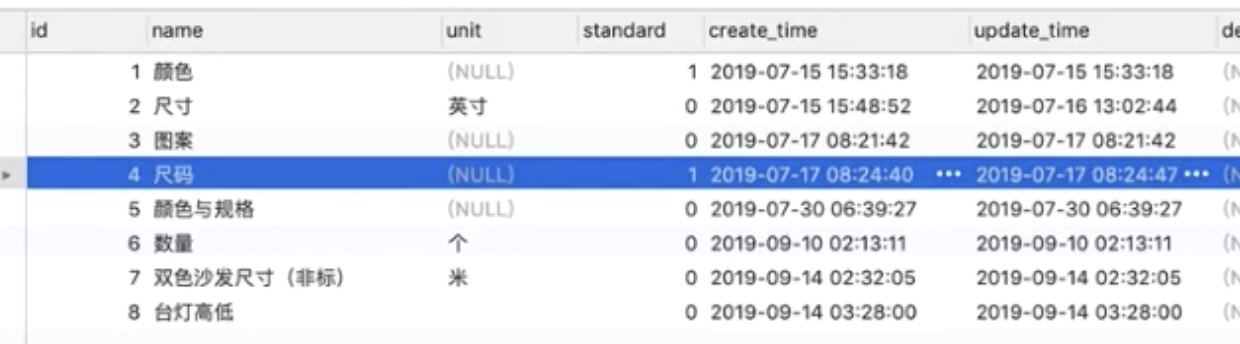 id name unit standard create_time update_time de
1 颜色 (NULL) 1 2019-07-15 15:33:18 2019-07-15 15:33:18 (N
2 尺寸 英寸 0 2019-07-15 15:48:52 2019-07-16 13:02:44 (N
3 图案 (NULL) 0 2019-07-17 08:21:42 2019-07-17 08:21:42 (N
4 尺码 (NULL) 1 2019-07-17 08:24:40 ••• 2019-07-17 08:24:47 ••• (N
5 颜色与规格 (NULL) 0 2019-07-30 06:39:27 2019-07-30 06:39:27 (N
6 数量 个 0 2019-09-10 02:13:11 2019-09-10 02:13:11 (N
7 双色沙发尺寸（非标） 米 0 2019-09-14 02:32:05 2019-09-14 02:32:05 (N
8 台灯高低 0 2019-09-14 03:28:00 2019-09-14 03:28:00 (N